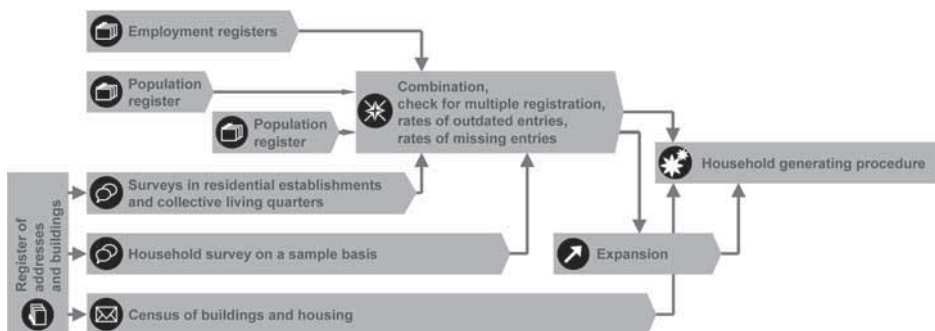 Employment registers
Population
register
Combination,
check for multiple registration,
rates of outdated entries,
rates of missing entries
Population
register
Household generating procedure
Register of
addresses
and buildings
Surveys in residential establishments
and collective living quarters
Household survey on a sample basis
Expansion
Census of buildings and housing